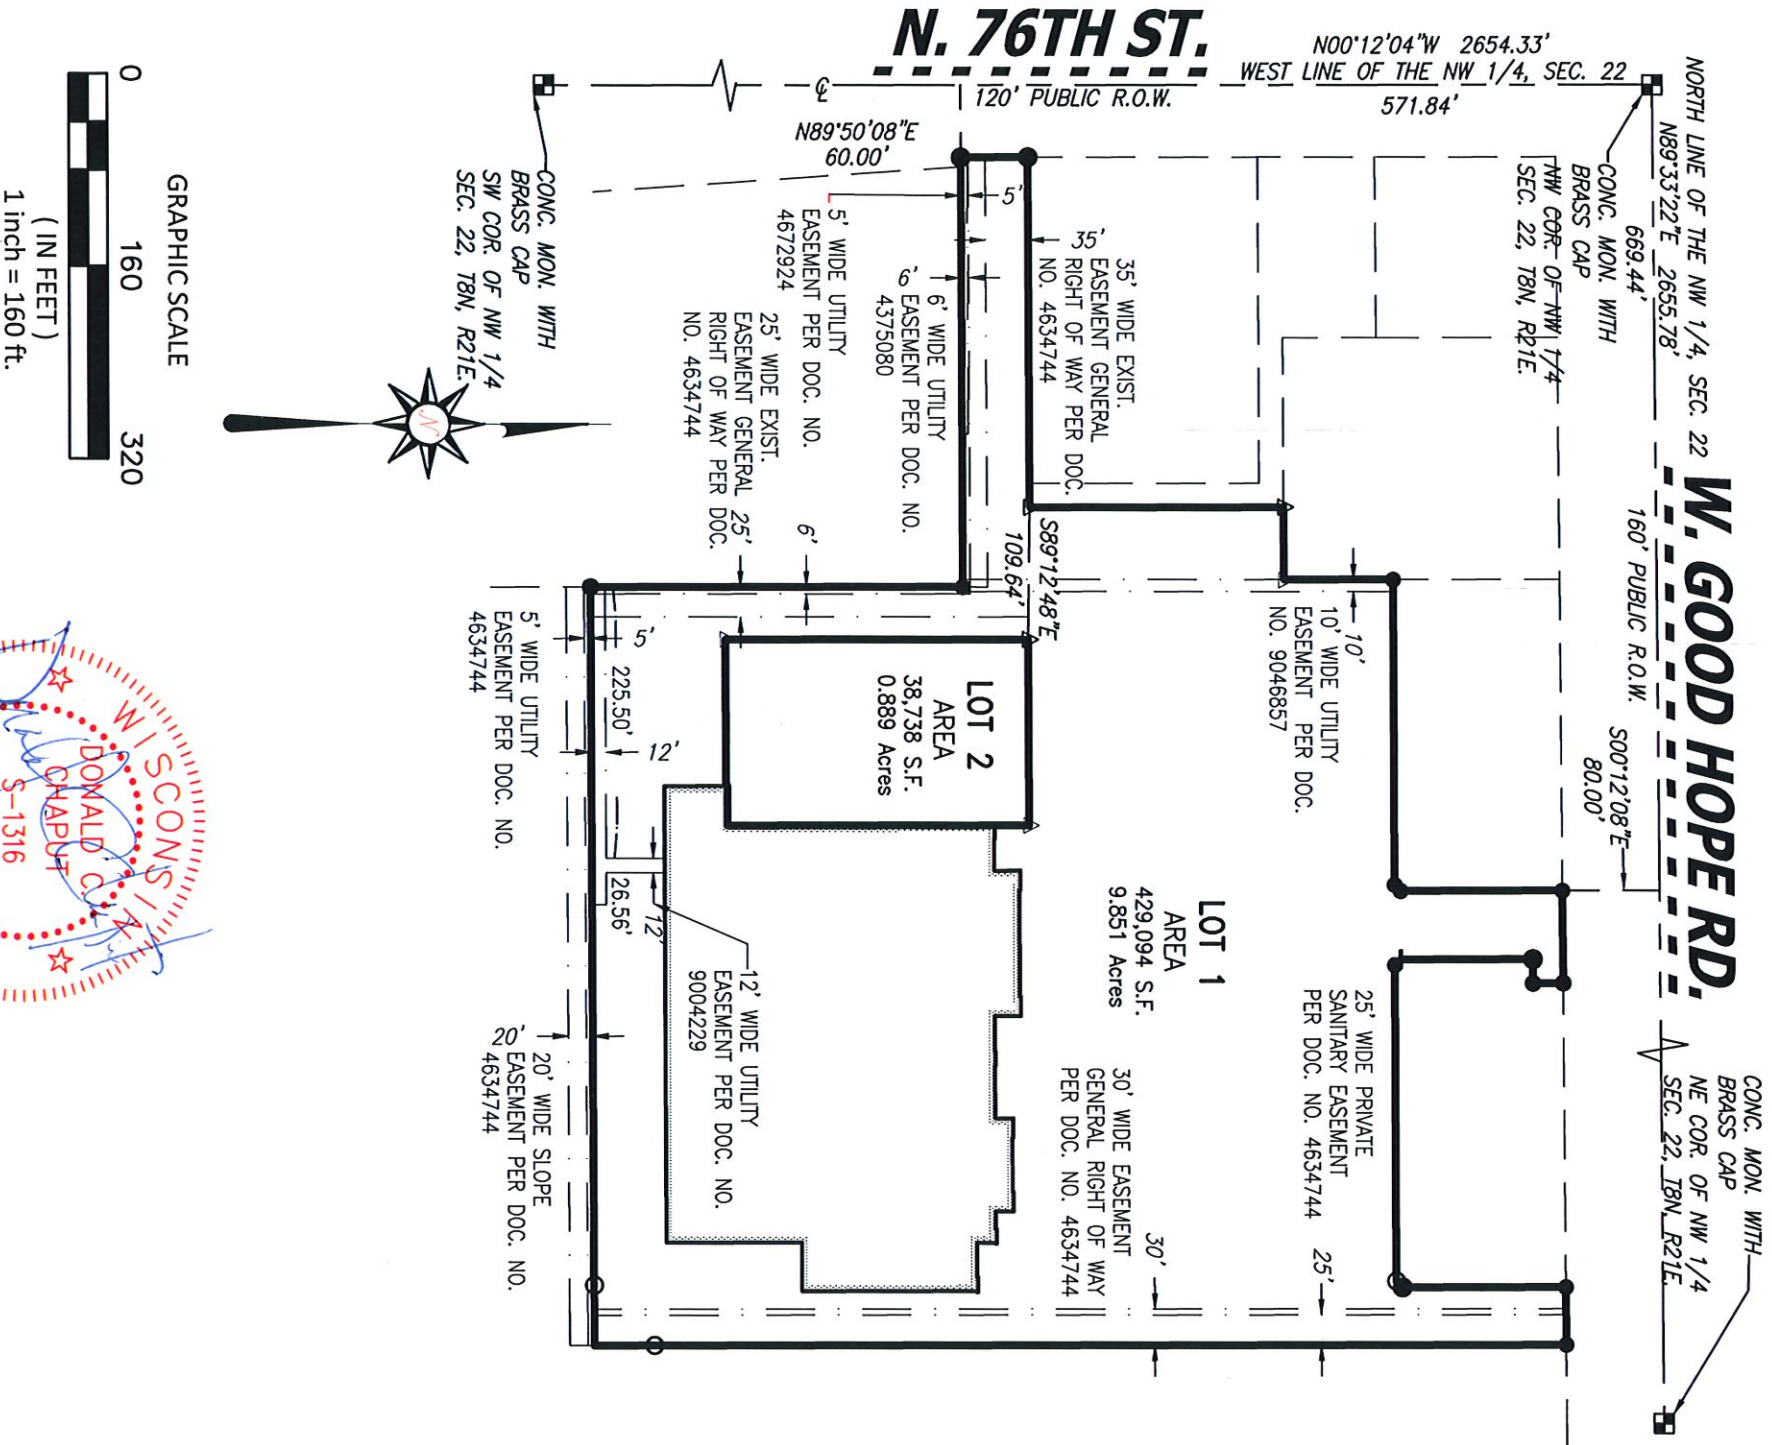 N. 76TH ST.
N00°12'04"W 2654.33'
WEST LINE OF THE NW 1/4, SEC. 22
120' PUBLIC R.O.W.
571.84'
N89°50'08"E
60.00'
NORTH LINE OF THE NW 1/4, SEC. 22
N89°33'22"E 2655.78'
669.44'
W. GOOD HOPE RD.
160' PUBLIC R.O.W.
S00°12'08"E
80.00'
CONC. MON. WITH
BRASS CAP
NW COR. OF NW 1/4
SEC. 22, T8N, R21E.
CONC. MON. WITH
BRASS CAP
NE COR. OF NW 1/4
SEC. 22, T8N, R21E.
CONC. MON. WITH
BRASS CAP
SW COR. OF NW 1/4
SEC. 22, T8N, R21E.
35' WIDE EXIST.
EASEMENT GENERAL
RIGHT OF WAY PER DOC.
NO. 4634744
35'
5'
6' WIDE UTILITY
EASEMENT PER DOC. NO.
4375080
6'
5' WIDE UTILITY
EASEMENT PER DOC. NO.
4672924
25' WIDE EXIST.
EASEMENT GENERAL
RIGHT OF WAY PER DOC.
NO. 4634744
25'
6'
S89°12'48"E
109.64'
10'
10' WIDE UTILITY
EASEMENT PER DOC.
NO. 9046857
LOT 2
AREA
38,738 S.F.
0.889 Acres
LOT 1
AREA
429,094 S.F.
9.851 Acres
25' WIDE PRIVATE
SANITARY EASEMENT
PER DOC. NO. 4634744
25'
30' WIDE EASEMENT
GENERAL RIGHT OF WAY
PER DOC. NO. 4634744
30'
12' WIDE UTILITY
EASEMENT PER DOC. NO.
9004229
5'
225.50'
12'
26.56'
12'
5' WIDE UTILITY
EASEMENT PER DOC. NO.
4634744
20'
20' WIDE SLOPE
EASEMENT PER DOC. NO.
4634744
N
GRAPHIC SCALE
0 160 320
( IN FEET )
1 inch = 160 ft.
WISCONSIN
DONALD C.
CHAPUT
S-1316